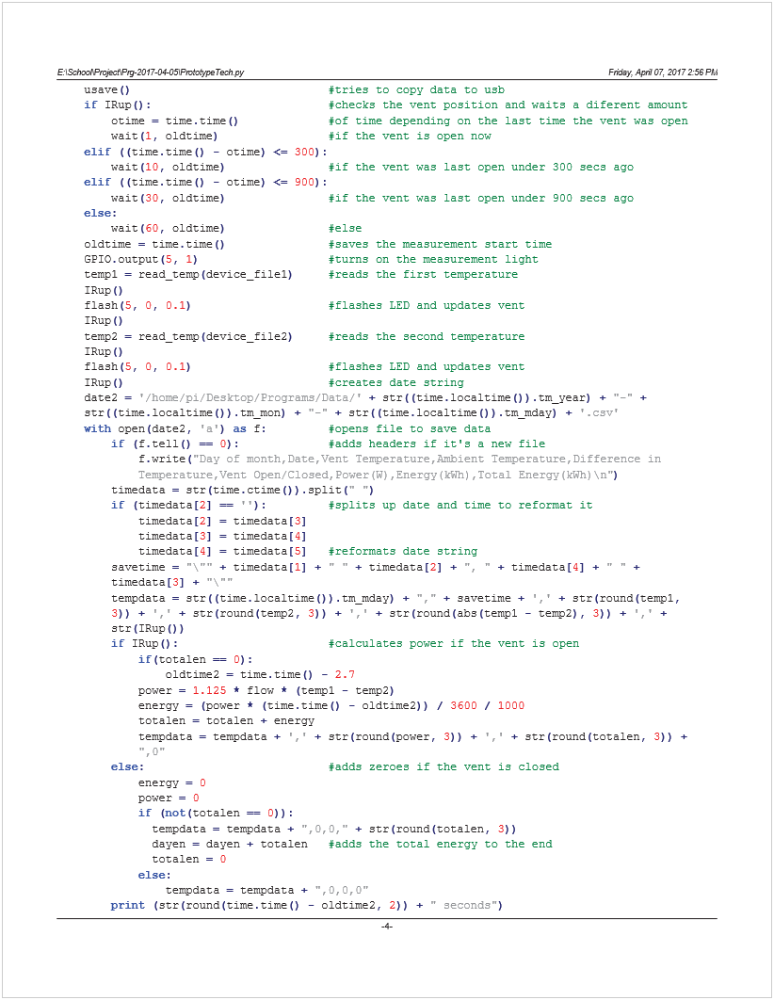 E:\School\Project\Prg-2017-04-05\PrototypeTech.py Friday, April 07, 2017 2:56 PM
usave() #tries to copy data to usb
if IRup(): #checks the vent position and waits a diferent amount
otime = time.time() #of time depending on the last time the vent was open
wait(1, oldtime) #if the vent is open now
elif ((time.time() - otime) <= 300):
wait(10, oldtime) #if the vent was last open under 300 secs ago
elif ((time.time() - otime) <= 900):
wait(30, oldtime) #if the vent was last open under 900 secs ago
else:
wait(60, oldtime) #else
oldtime = time.time() #saves the measurement start time
GPIO.output(5, 1) #turns on the measurement light
temp1 = read_temp(device_file1) #reads the first temperature
IRup()
flash(5, 0, 0.1) #flashes LED and updates vent
IRup()
temp2 = read_temp(device_file2) #reads the second temperature
IRup()
flash(5, 0, 0.1) #flashes LED and updates vent
IRup() #creates date string
date2 = '/home/pi/Desktop/Programs/Data/' + str((time.localtime()).tm_year) + "-" +
str((time.localtime()).tm_mon) + "-" + str((time.localtime()).tm_mday) + '.csv'
with open(date2, 'a') as f: #opens file to save data
if (f.tell() == 0): #adds headers if it's a new file
f.write("Day of month,Date,Vent Temperature,Ambient Temperature,Difference in
Temperature,Vent Open/Closed,Power(W),Energy(kWh),Total Energy(kWh)\n")
timedata = str(time.ctime()).split(" ")
if (timedata[2] == ''): #splits up date and time to reformat it
timedata[2] = timedata[3]
timedata[3] = timedata[4]
timedata[4] = timedata[5] #reformats date string
savetime = "\"" + timedata[1] + " " + timedata[2] + ", " + timedata[4] + " " +
timedata[3] + "\""
tempdata = str((time.localtime()).tm_mday) + "," + savetime + ',' + str(round(temp1,
3)) + ',' + str(round(temp2, 3)) + ',' + str(round(abs(temp1 - temp2), 3)) + ',' +
str(IRup())
if IRup(): #calculates power if the vent is open
if(totalen == 0):
oldtime2 = time.time() - 2.7
power = 1.125 * flow * (temp1 - temp2)
energy = (power * (time.time() - oldtime2)) / 3600 / 1000
totalen = totalen + energy
tempdata = tempdata + ',' + str(round(power, 3)) + ',' + str(round(totalen, 3)) +
",0"
else: #adds zeroes if the vent is closed
energy = 0
power = 0
if (not(totalen == 0)):
tempdata = tempdata + ",0,0," + str(round(totalen, 3))
dayen = dayen + totalen #adds the total energy to the end
totalen = 0
else:
tempdata = tempdata + ",0,0,0"
print (str(round(time.time() - oldtime2, 2)) + " seconds")
-4-